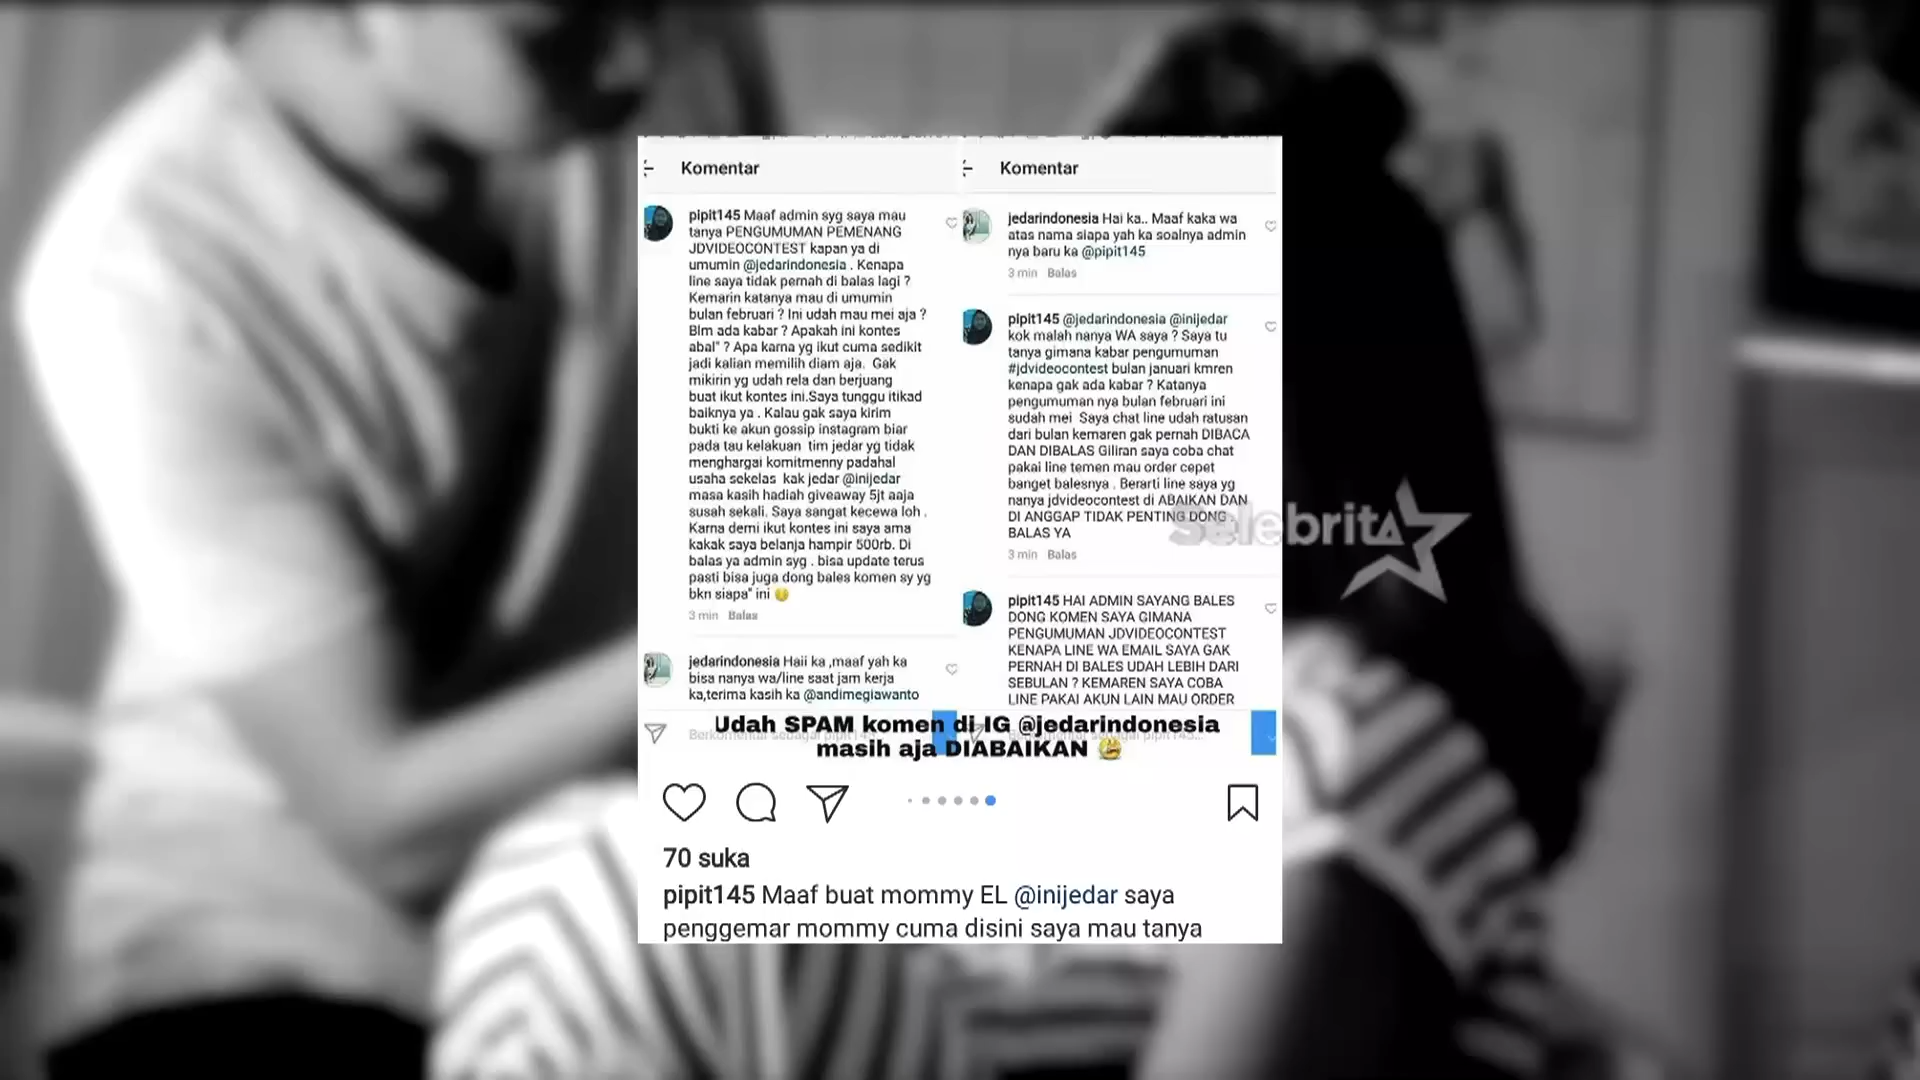 Komentar
pipit145 Maaf admin syg saya mau
tanya PENGUMUMAN PEMENANG
JDVIDEOCONTEST kapan ya di
umumin @jedarindonesia . Kenapa
line saya tidak pernah di balas lagi ?
Kemarin katanya mau di umumin
bulan februari ? Ini udah mau mei aja ?
Blm ada kabar ? Apakah ini kontes
abal" ? Apa karna yg ikut cuma sedikit
jadi kalian memilih diam aja. Gak
mikirin yg udah rela dan berjuang
buat ikut kontes ini.Saya tunggu itikad
baiknya ya . Kalau gak saya kirim
bukti ke akun gossip instagram biar
pada tau kelakuan tim jedar yg tidak
menghargai komitmenny padahal
usaha sekelas kak jedar @inijedar
masa kasih hadiah giveaway 5jt aaja
susah sekali. Saya sangat kecewa loh .
Karna demi ikut kontes ini saya ama
kakak saya belanja hampir 500rb. Di
balas ya admin syg . bisa update terus
pasti bisa juga dong bales komen sy yg
bkn siapa" ini
3 min Balas
jedarindonesia Haii ka ,maaf yah ka
bisa nanya wa/line saat jam kerja
ka,terima kasih ka @andimegiawanto
Komentar
jedarindonesia Hai ka.. Maaf kaka wa
atas nama siapa yah ka soalnya admin
nya baru ka @pipit145
3 min Balas
pipit145 @jedarindonesia @inijedar
kok malah nanya WA saya ? Saya tu
tanya gimana kabar pengumuman
#jdvideocontest bulan januari kmren
kenapa gak ada kabar ? Katanya
pengumuman nya bulan februari ini
sudah mei Saya chat line udah ratusan
dari bulan kemaren gak pernah DIBACA
DAN DIBALAS Giliran saya coba chat
pakai line temen mau order cepet
banget balesnya . Berarti line saya yg
nanya jdvideocontest di ABAIKAN DAN
DI ANGGAP TIDAK PENTING DONG .
BALAS YA
3 min Balas
pipit145 HAI ADMIN SAYANG BALES
DONG KOMEN SAYA GIMANA
PENGUMUMAN JDVIDEOCONTEST
KENAPA LINE WA EMAIL SAYA GAK
PERNAH DI BALES UDAH LEBIH DARI
SEBULAN ? KEMAREN SAYA COBA
LINE PAKAI AKUN LAIN MAU ORDER
Udah SPAM komen di IG @jedarindonesia
masih aja DIABAIKAN
Selebrita
70 suka
pipit145 Maaf buat mommy EL @inijedar saya
penggemar mommy cuma disini saya mau tanya